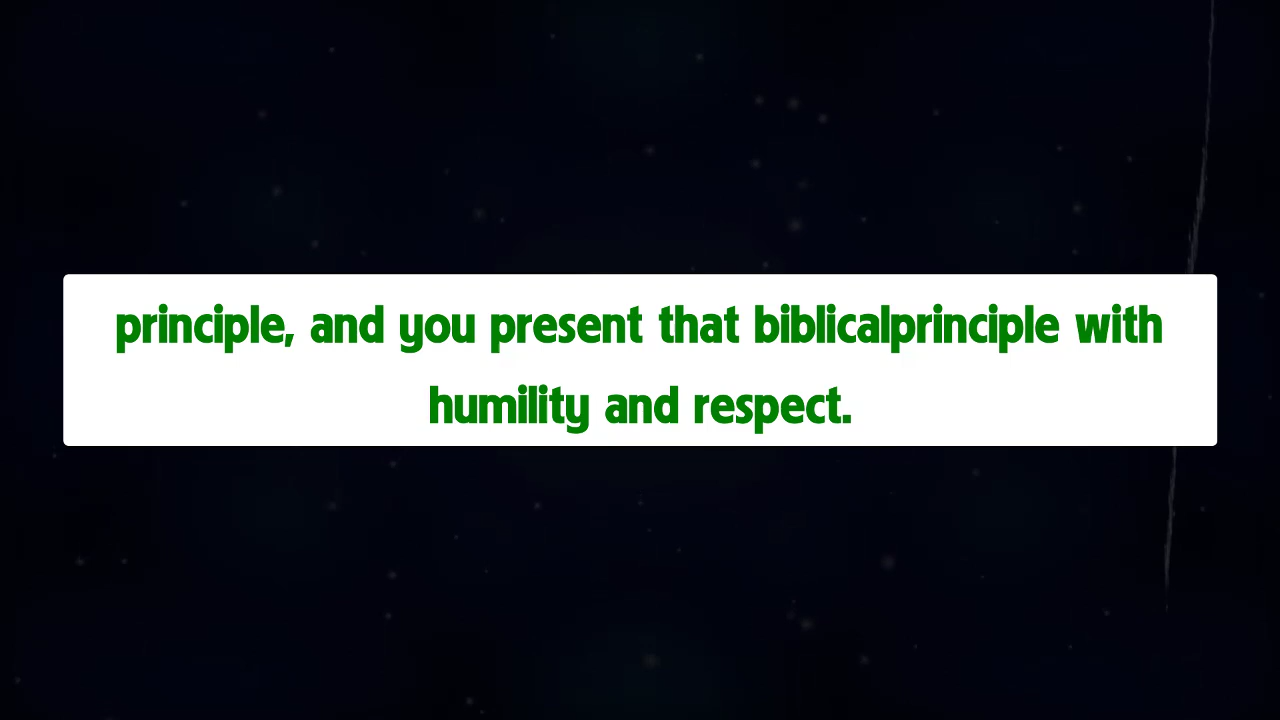 principle, and you present that biblicalprinciple with
humility and respect.